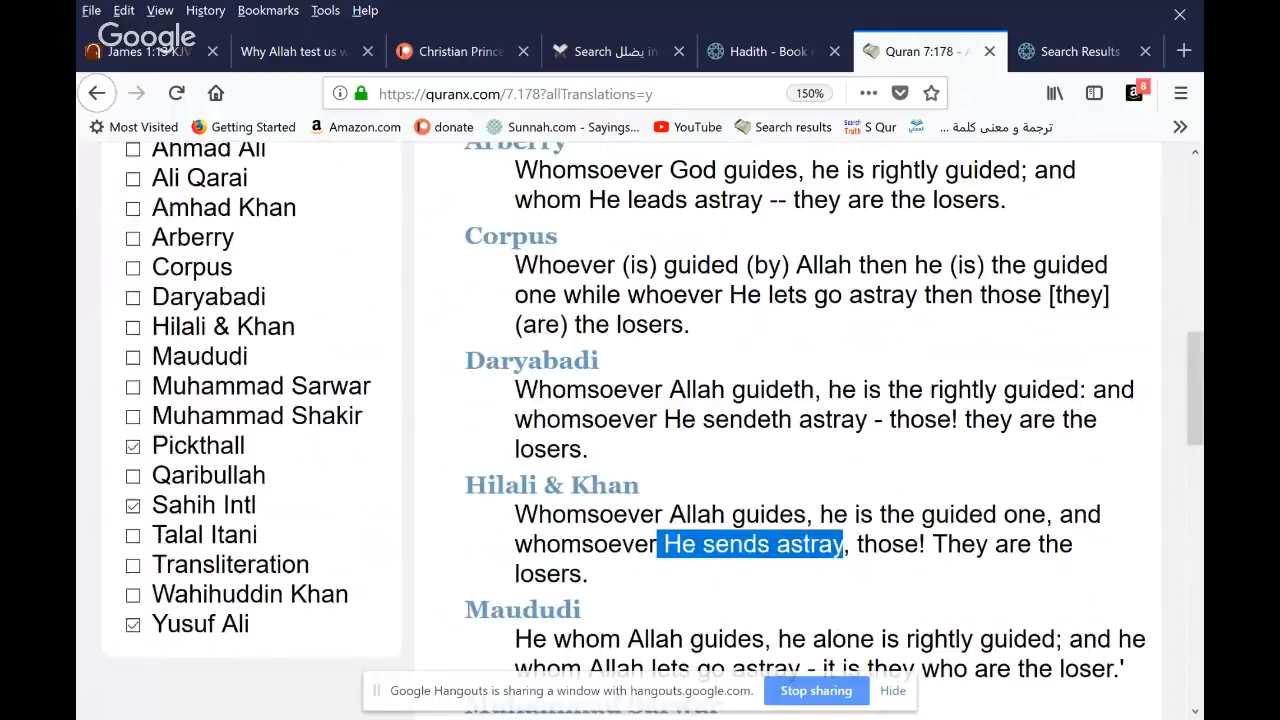 File Edit View History Bookmarks Tools Help
Google
James 1:13 KJV
Why Allah test us w
Christian Prince
Search يضلل in
Hadith - Book
Quran 7:178 -
Search Results
https://quranx.com/7.178?allTranslations=y
150%
8
Most Visited Getting Started Amazon.com donate Sunnah.com - Sayings... YouTube Search results Search Truth S Qur ترجمة و معنى كلمة ...
Ahmad Ali
Ali Qarai
Amhad Khan
Arberry
Corpus
Daryabadi
Hilali & Khan
Maududi
Muhammad Sarwar
Muhammad Shakir
Pickthall
Qaribullah
Sahih Intl
Talal Itani
Transliteration
Wahihuddin Khan
Yusuf Ali
Arberry
Whomsoever God guides, he is rightly guided; and
whom He leads astray -- they are the losers.
Corpus
Whoever (is) guided (by) Allah then he (is) the guided
one while whoever He lets go astray then those [they]
(are) the losers.
Daryabadi
Whomsoever Allah guideth, he is the rightly guided: and
whomsoever He sendeth astray - those! they are the
losers.
Hilali & Khan
Whomsoever Allah guides, he is the guided one, and
whomsoever He sends astray, those! They are the
losers.
Maududi
He whom Allah guides, he alone is rightly guided; and he
whom Allah lets go astray - it is they who are the loser.'
Muhammad Sarwar
Google Hangouts is sharing a window with hangouts.google.com. Stop sharing Hide